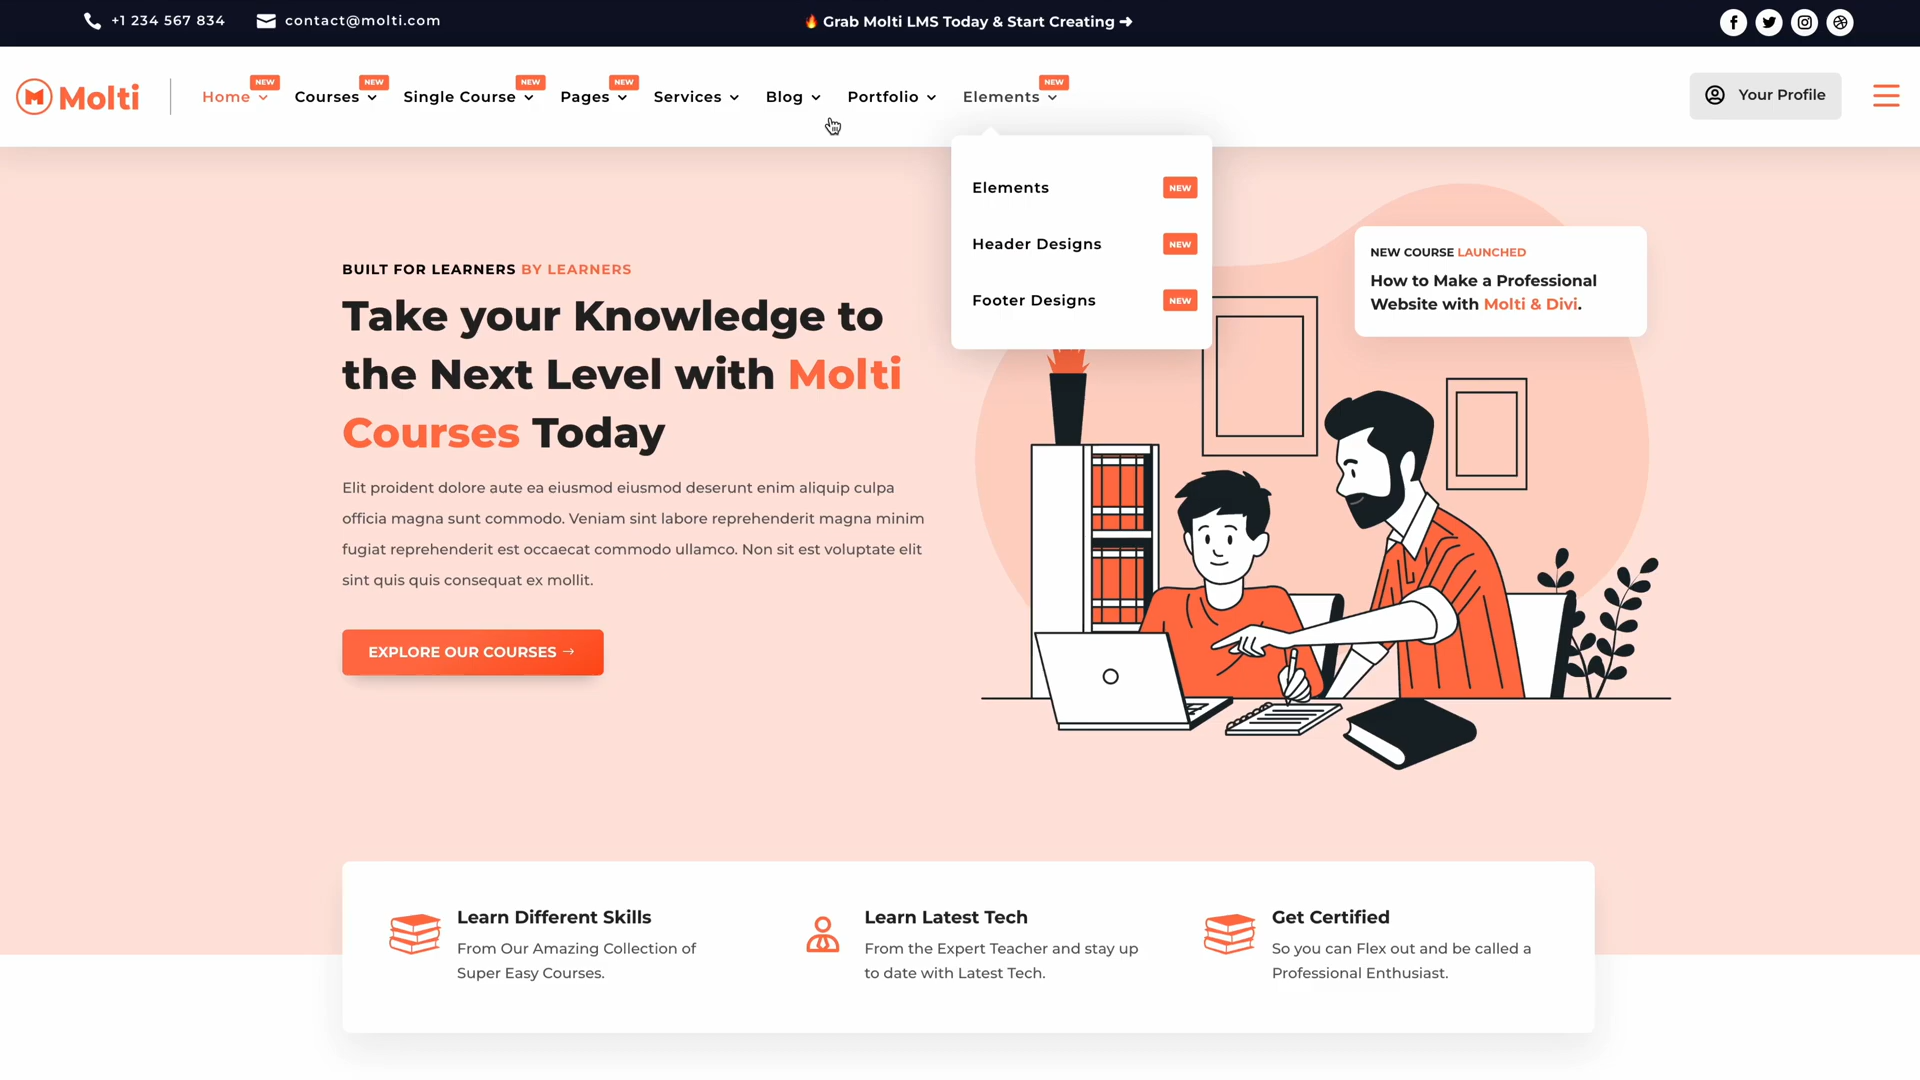 +1 234 567 834
contact@molti.com
🔥 Grab Molti LMS Today & Start Creating ➜
Molti
Home NEW
Courses NEW
Single Course NEW
Pages NEW
Services
Blog
Portfolio
Elements NEW
Your Profile
Elements NEW
Header Designs NEW
Footer Designs NEW
BUILT FOR LEARNERS BY LEARNERS
Take your Knowledge to
the Next Level with Molti
Courses Today
Elit proident dolore aute ea eiusmod eiusmod deserunt enim aliquip culpa
officia magna sunt commodo. Veniam sint labore reprehenderit magna minim
fugiat reprehenderit est occaecat commodo ullamco. Non sit est voluptate elit
sint quis quis consequat ex mollit.
EXPLORE OUR COURSES →
NEW COURSE LAUNCHED
How to Make a Professional
Website with Molti & Divi.
Learn Different Skills
From Our Amazing Collection of
Super Easy Courses.
Learn Latest Tech
From the Expert Teacher and stay up
to date with Latest Tech.
Get Certified
So you can Flex out and be called a
Professional Enthusiast.